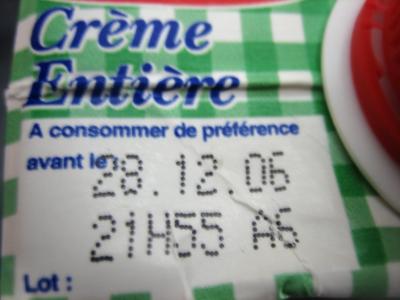 Crème
Entière
A consommer de préférence
avant le :
28.12.06
21H55 A6
Lot :